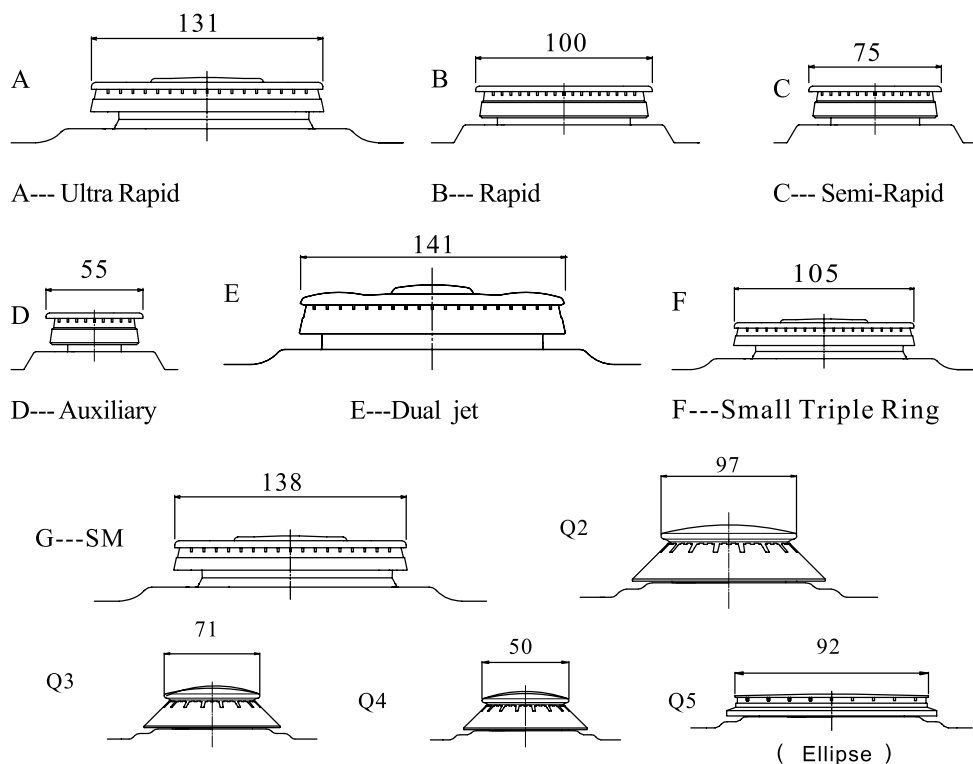 131
A
A--- Ultra Rapid
100
B
B--- Rapid
75
C
C--- Semi-Rapid
55
D
D--- Auxiliary
141
E
E---Dual jet
105
F
F---Small Triple Ring
138
G---SM
97
Q2
71
Q3
50
Q4
92
Q5
( Ellipse )